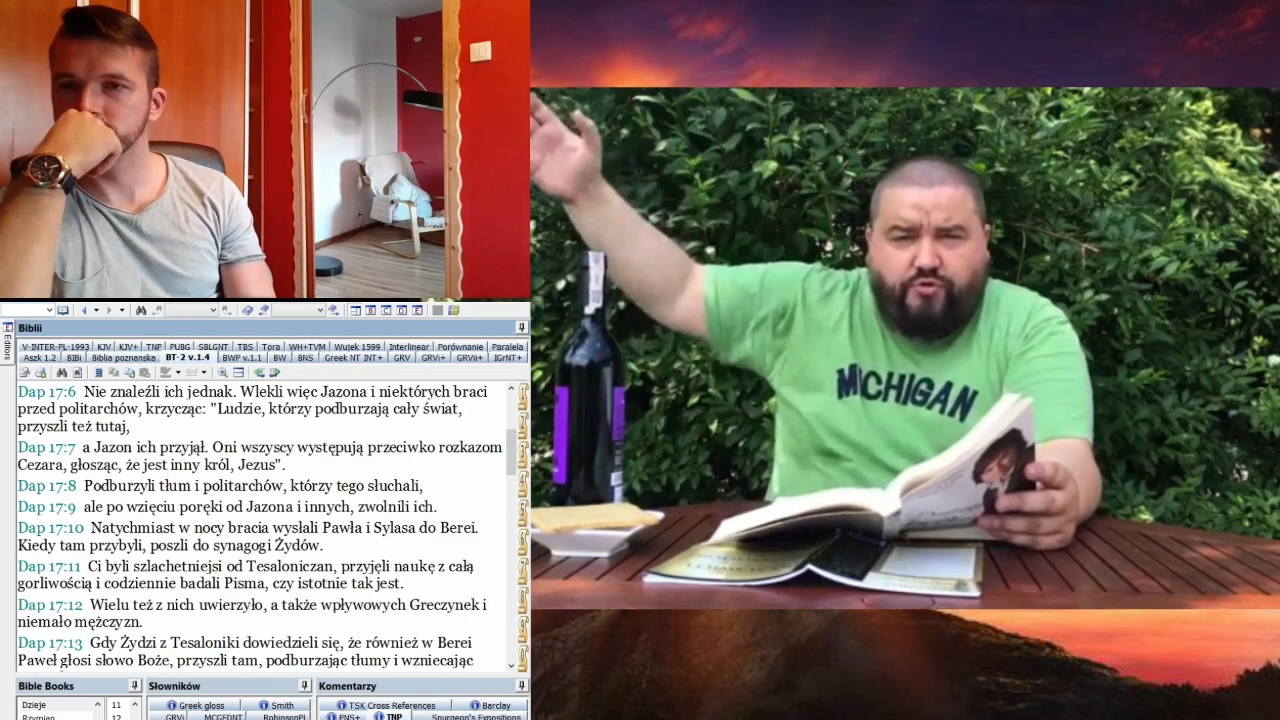 Biblii
Editors
V-INTER-PL-1993 KJV KJV+ TNP PUBG SBLGNT TBS Tora WH+TVM Wujek 1599 Interlinear Porównanie Paralela
Aszk 1.2 BIBi Biblia poznanska BT-2 v.1.4 BWP v.1.1 BW BNS Greek NT INT+ GRV GRVi+ GRVii+ IGrNT+
Dap 17:6 Nie znaleźli ich jednak. Wlekli więc Jazona i niektórych braci
przed politarchów, krzycząc: "Ludzie, którzy podburzają cały świat,
przyszli też tutaj,
Dap 17:7 a Jazon ich przyjął. Oni wszyscy występują przeciwko rozkazom
Cezara, głosząc, że jest inny król, Jezus".
Dap 17:8 Podburzyli tłum i politarchów, którzy tego słuchali,
Dap 17:9 ale po wzięciu poręki od Jazona i innych, zwolnili ich.
Dap 17:10 Natychmiast w nocy bracia wysłali Pawła i Sylasa do Berei.
Kiedy tam przybyli, poszli do synagogi Żydów.
Dap 17:11 Ci byli szlachetniejsi od Tesaloniczan, przyjęli naukę z całą
gorliwością i codziennie badali Pisma, czy istotnie tak jest.
Dap 17:12 Wielu też z nich uwierzyło, a także wpływowych Greczynek i
niemało mężczyzn.
Dap 17:13 Gdy Żydzi z Tesaloniki dowiedzieli się, że również w Berei
Paweł głosi słowo Boże, przyszli tam, podburzając tłumy i wzniecając
Bible Books Słowników Komentarzy
Dzieje 11 Greek gloss Smith TSK Cross References Barclay
Rzymian 12 GRVi MCGEDNT RobinsonPI PNS+ TNP Spurgeon's Expositions
MICHIGAN